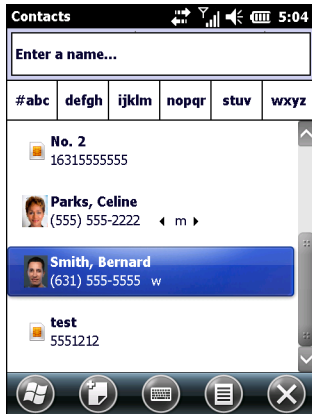 Contacts 5:04
Enter a name...
#abc defgh ijklm nopqr stuv wxyz
No. 2
16315555555
Parks, Celine
(555) 555-2222 m
Smith, Bernard
(631) 555-5555 w
test
5551212